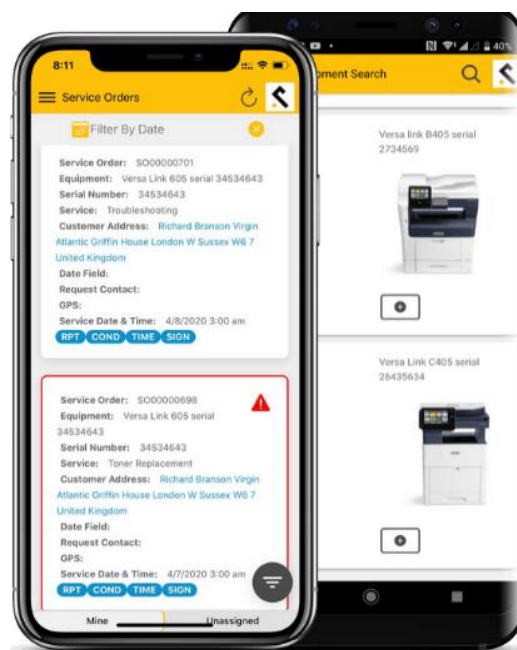 8:11
Service Orders
Filter By Date
Service Order: SO00000701
Equipment: Versa Link 605 serial 34534643
Serial Number: 34534643
Service: Troubleshooting
Customer Address: Richard Branson Virgin
Atlantic Griffin House London W Sussex W6 7
United Kingdom
Date Field:
Request Contact:
GPS:
Service Date & Time: 4/8/2020 3:00 am
RPT COND TIME SIGN
Service Order: SO00000698
Equipment: Versa Link 605 serial
34534643
Serial Number: 34534643
Service: Toner Replacement
Customer Address: Richard Branson Virgin
Atlantic Griffin House London W Sussex W6 7
United Kingdom
Date Field:
Request Contact:
GPS:
Service Date & Time: 4/7/2020 3:00 am
RPT COND TIME SIGN
Mine Unassigned
40%
pment Search
Versa link B405 serial
2734569
Versa Link C405 serial
26435634